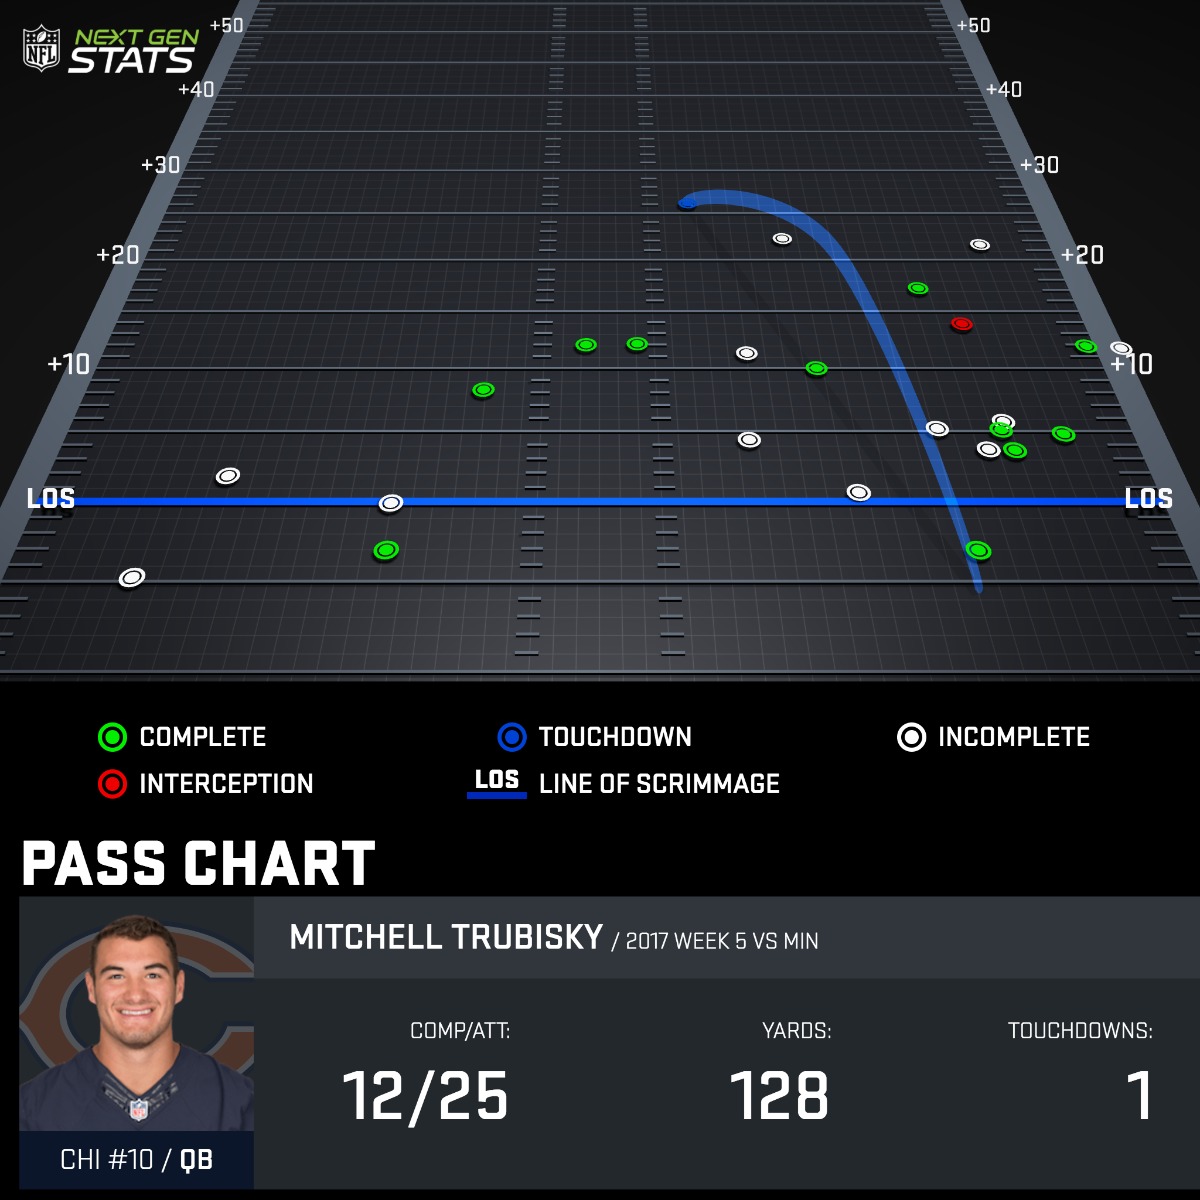 NFL NEXT GEN
STATS
+50 +50
+40 +40
+30 +30
+20 +20
+10 +10
LOS LOS
COMPLETE TOUCHDOWN INCOMPLETE
INTERCEPTION LOS LINE OF SCRIMMAGE
PASS CHART
MITCHELL TRUBISKY / 2017 WEEK 5 VS MIN
COMP/ATT: YARDS: TOUCHDOWNS:
12/25 128 1
CHI #10 / QB